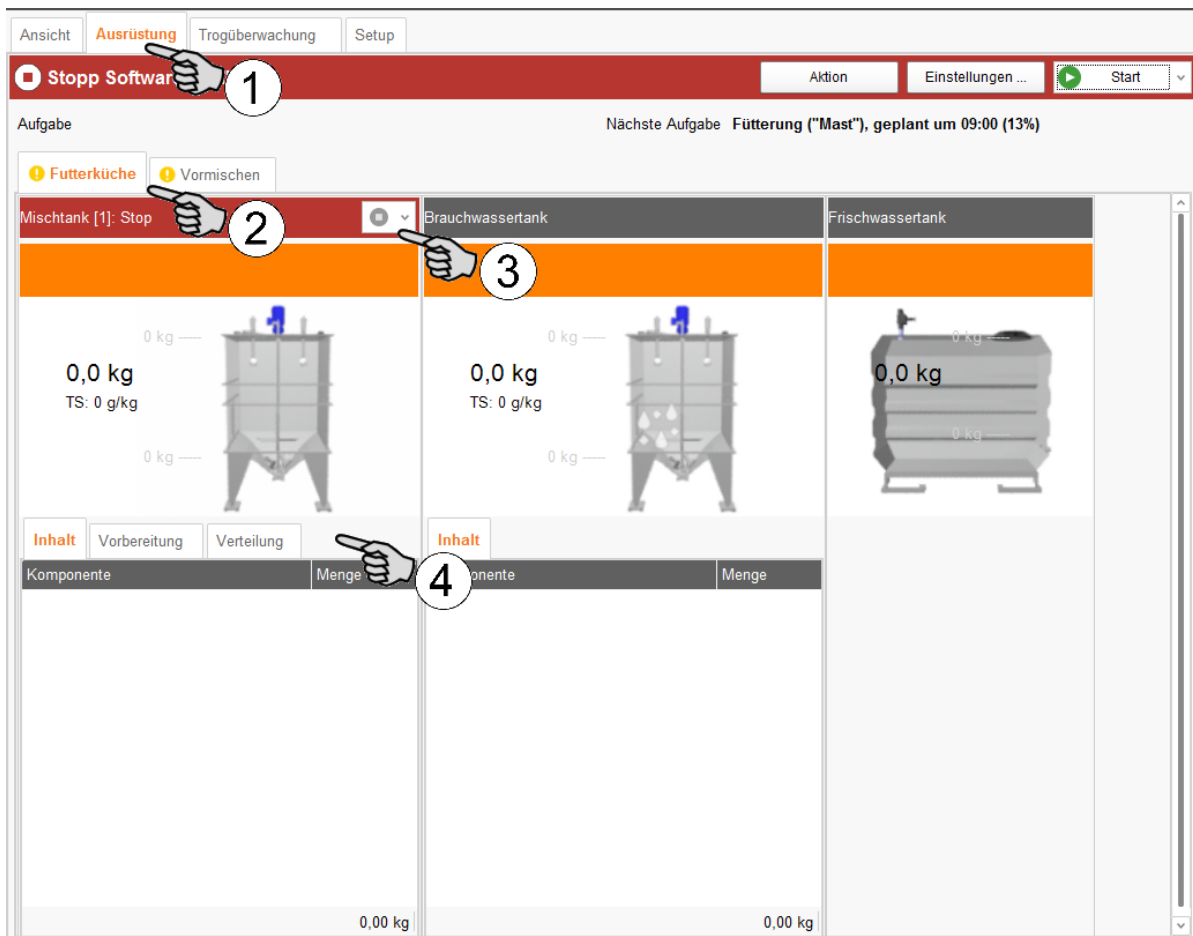 Ansicht Ausrüstung Trogüberwachung Setup
Stopp Softwar 1 Aktion Einstellungen ... Start
Aufgabe Nächste Aufgabe Fütterung ("Mast"), geplant um 09:00 (13%)
Futterküche Vormischen
Mischtank [1]: Stop 2 Brauchwassertank Frischwassertank
3
0 kg 0 kg 0 kg
0,0 kg 0,0 kg 0,0 kg
TS: 0 g/kg TS: 0 g/kg
0 kg 0 kg 0 kg
Inhalt Vorbereitung Verteilung Inhalt
Komponente Menge 4 onente Menge
0,00 kg 0,00 kg